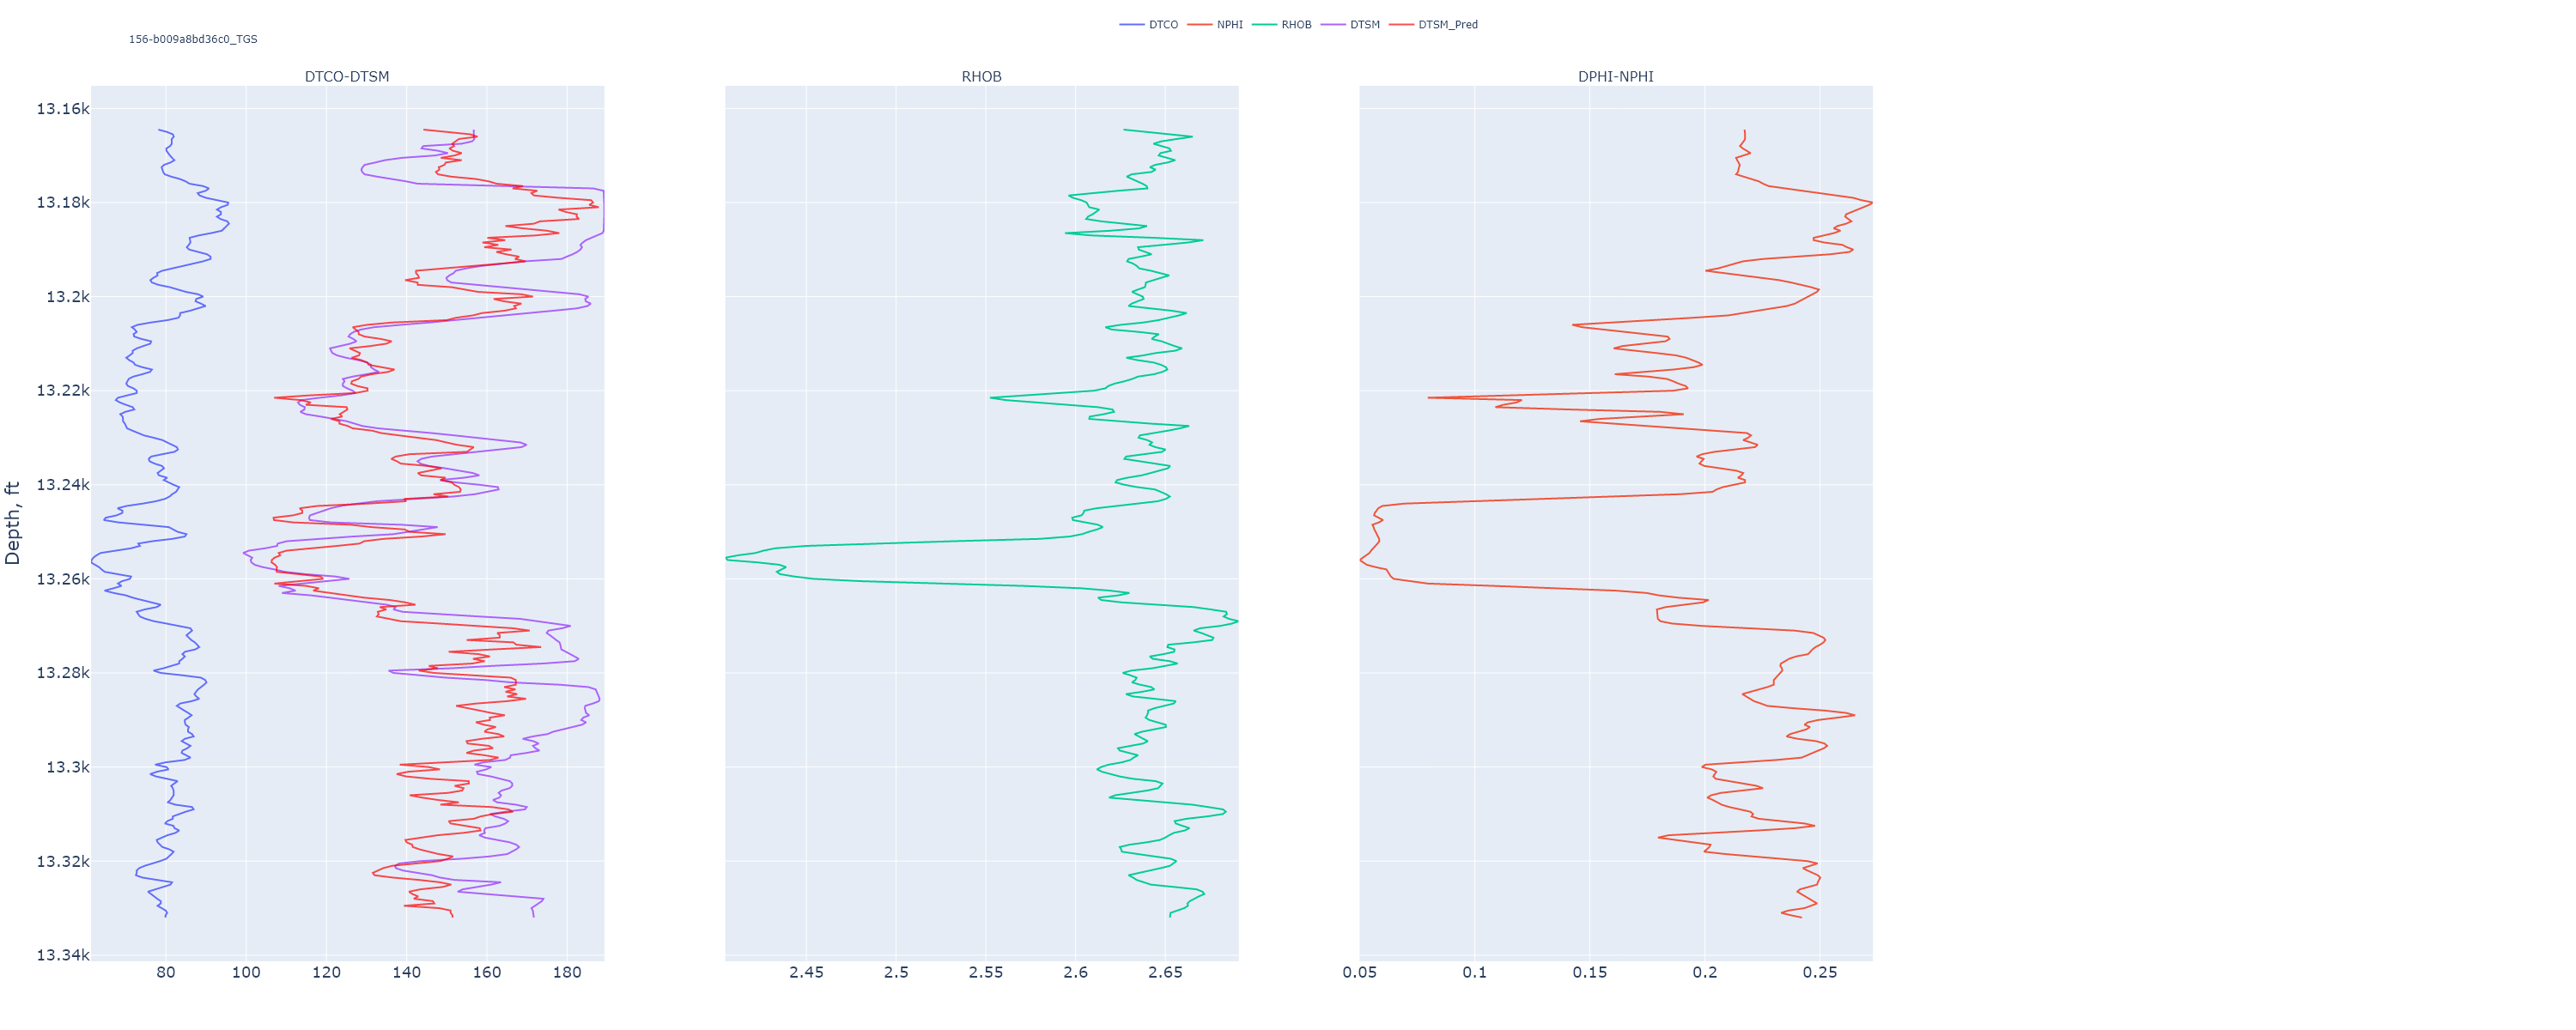 DTCO NPHI RHOB DTSM DTSM_Pred
156-b009a8bd36c0_TGS
DTCO-DTSM RHOB DPHI-NPHI
13.16k
13.18k
13.2k
13.22k
13.24k
13.26k
13.28k
13.3k
13.32k
13.34k
Depth, ft
80 100 120 140 160 180 2.45 2.5 2.55 2.6 2.65 0.05 0.1 0.15 0.2 0.25